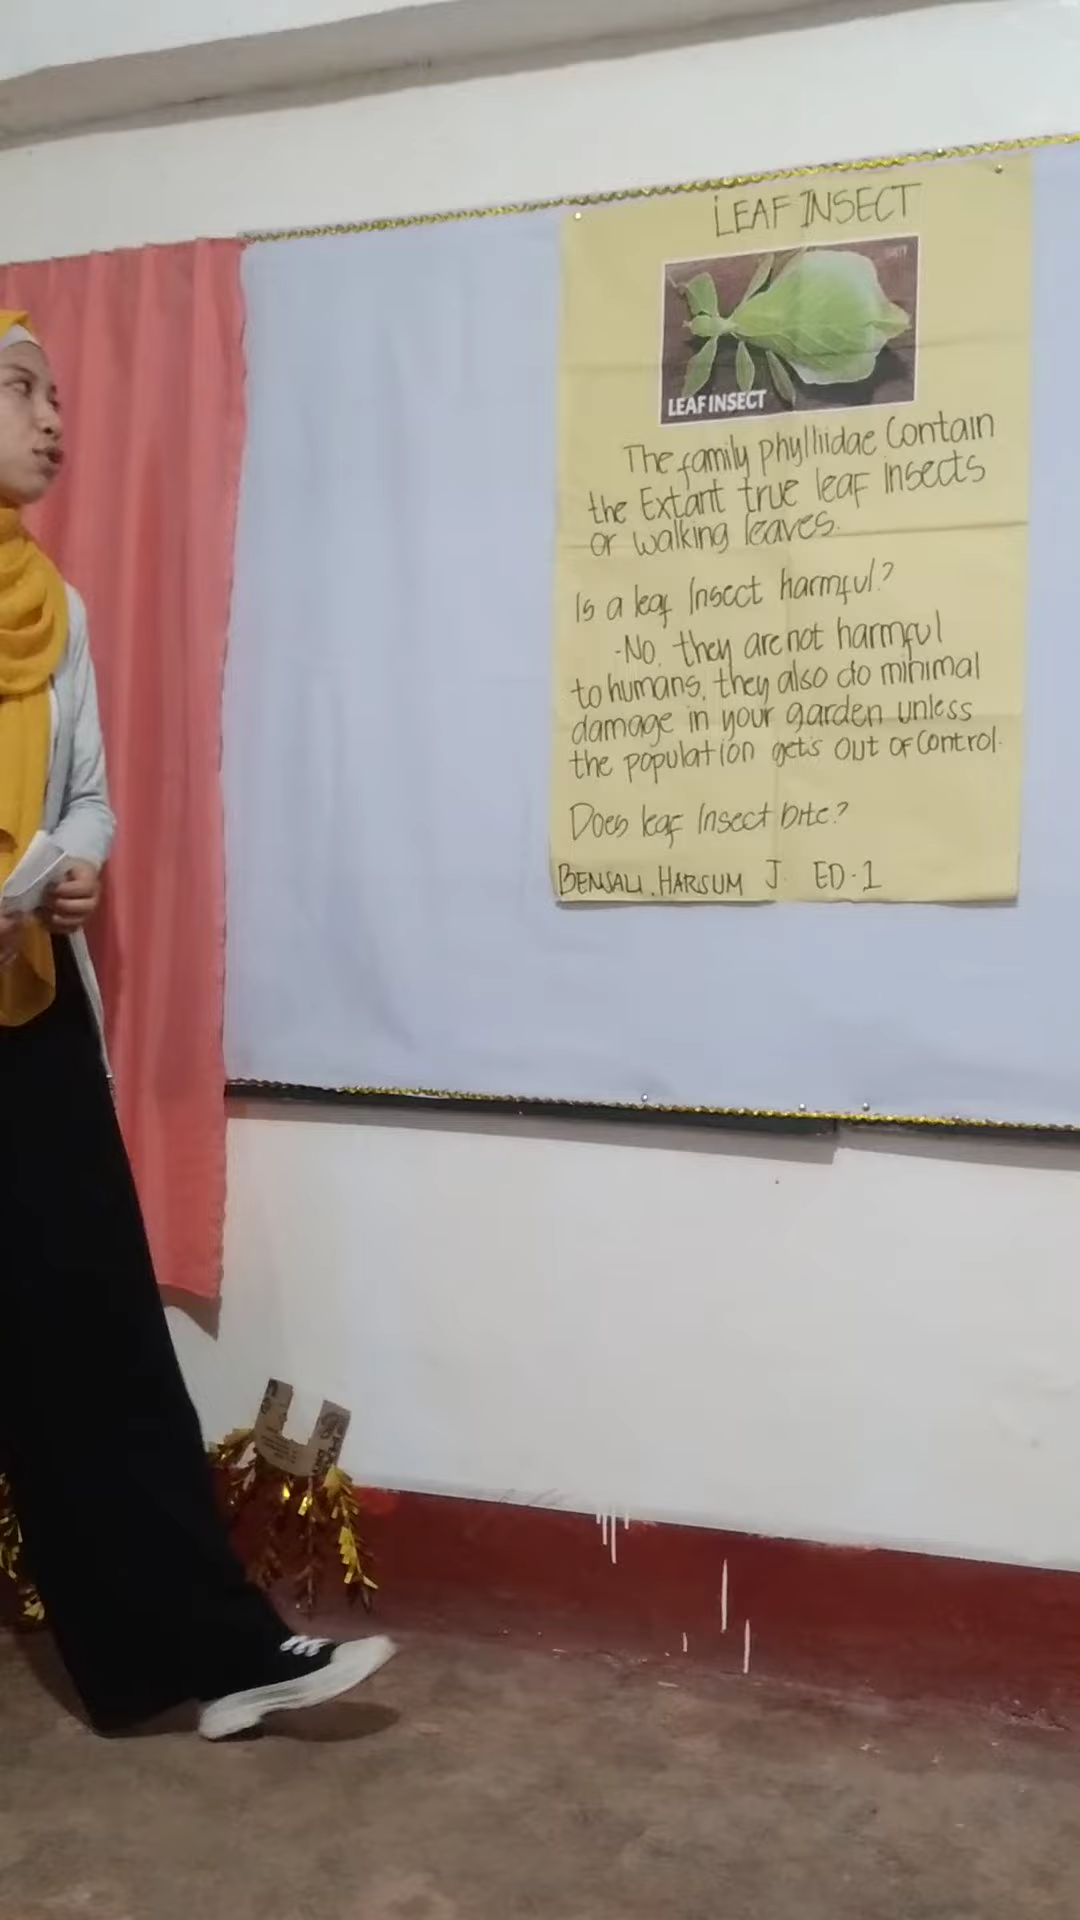 LEAF INSECT
LEAF INSECT
The family phylliidae Contain
the Extant true leaf insects
or walking leaves.
Is a leaf Insect harmful?
-No, they are not harmful
to humans, they also do minimal
damage in your garden unless
the population gets out of control.
Does leaf Insect bite?
BENSALI, HARSUM J. ED-1